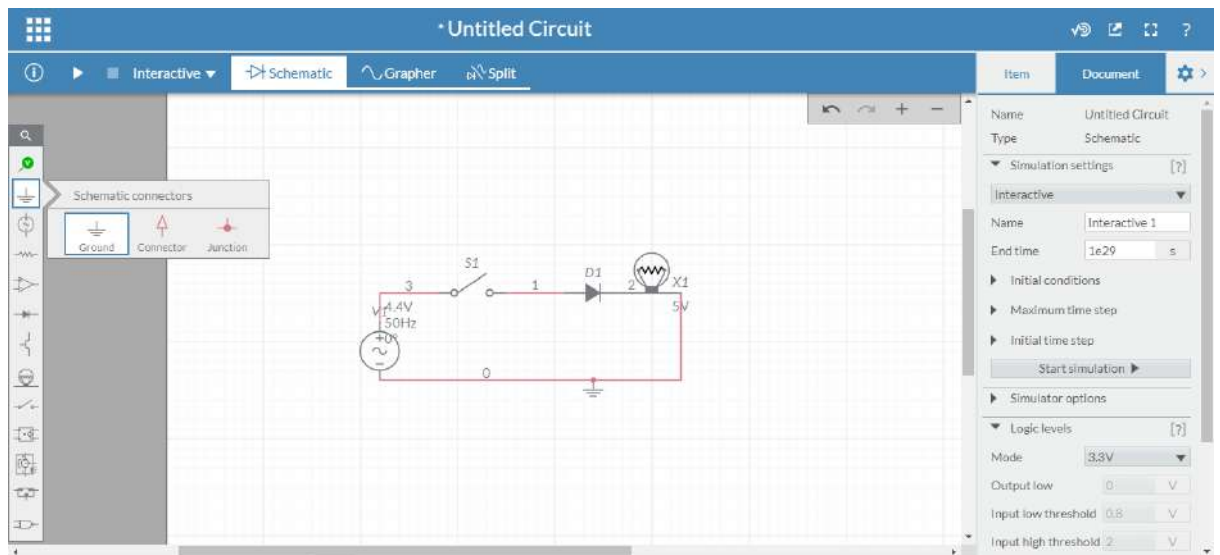 * Untitled Circuit
?
Interactive
Schematic
Grapher
Split
Item
Document
Name Untitled Circuit
Type Schematic
Simulation settings [?]
Interactive
Name Interactive 1
End time 1e29 s
Initial conditions
Maximum time step
Initial time step
Start simulation
Simulator options
Logic levels [?]
Mode 3.3V
Output low 0 V
Input low threshold 0.8 V
Input high threshold 2 V
Schematic connectors
Ground Connector Junction
S1
3
1
D1
2
X1
5V
V1
4.4V
50Hz
0°
0